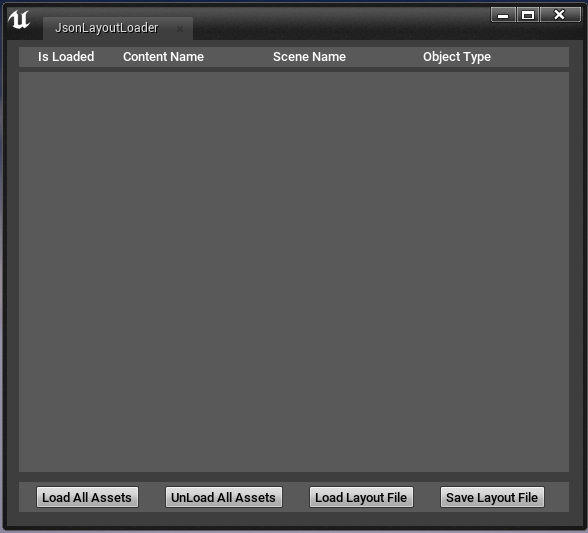 JsonLayoutLoader
Is Loaded Content Name Scene Name Object Type
Load All Assets UnLoad All Assets Load Layout File Save Layout File